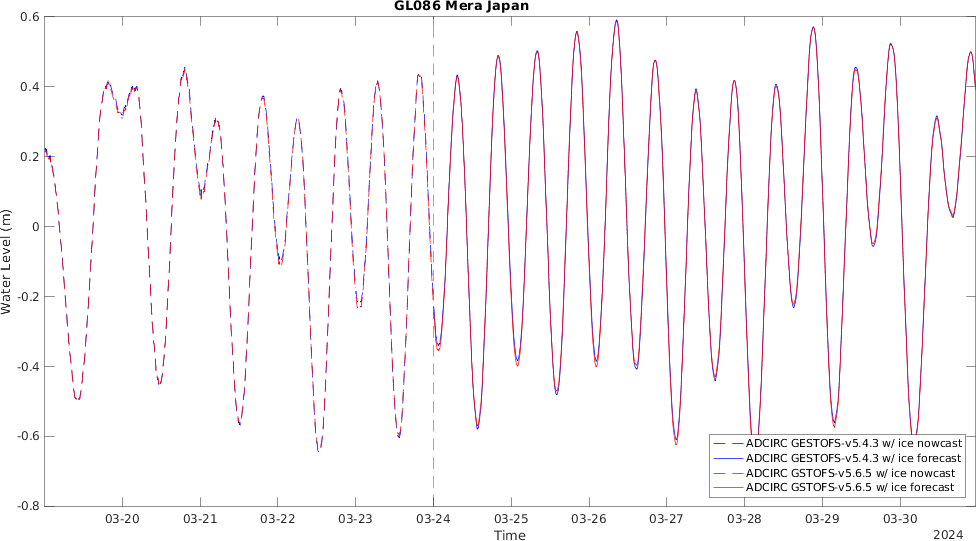 GL086 Mera Japan
0.6
0.4
0.2
0
-0.2
-0.4
-0.6
-0.8
Water Level (m)
ADCIRC GESTOFS-v5.4.3 w/ ice nowcast
ADCIRC GESTOFS-v5.4.3 w/ ice forecast
ADCIRC GSTOFS-v5.6.5 w/ ice nowcast
ADCIRC GSTOFS-v5.6.5 w/ ice forecast
03-20 03-21 03-22 03-23 03-24 03-25 03-26 03-27 03-28 03-29 03-30
Time
2024